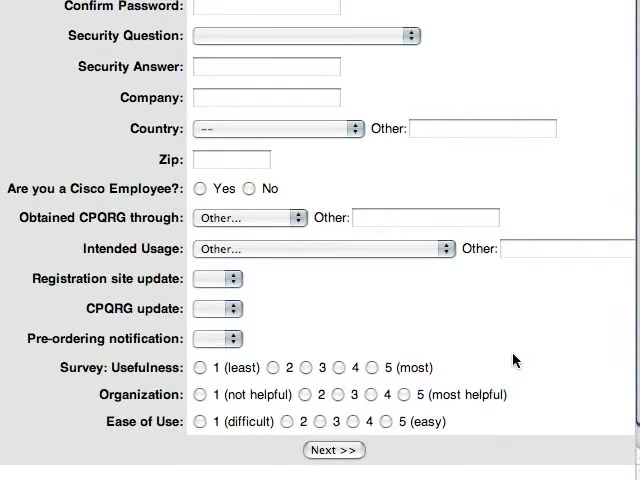 Confirm Password:
Security Question:
Security Answer:
Company:
Country: -- Other:
Zip:
Are you a Cisco Employee?: Yes No
Obtained CPQRG through: Other... Other:
Intended Usage: Other... Other:
Registration site update:
CPQRG update:
Pre-ordering notification:
Survey: Usefulness: 1 (least) 2 3 4 5 (most)
Organization: 1 (not helpful) 2 3 4 5 (most helpful)
Ease of Use: 1 (difficult) 2 3 4 5 (easy)
Next >>